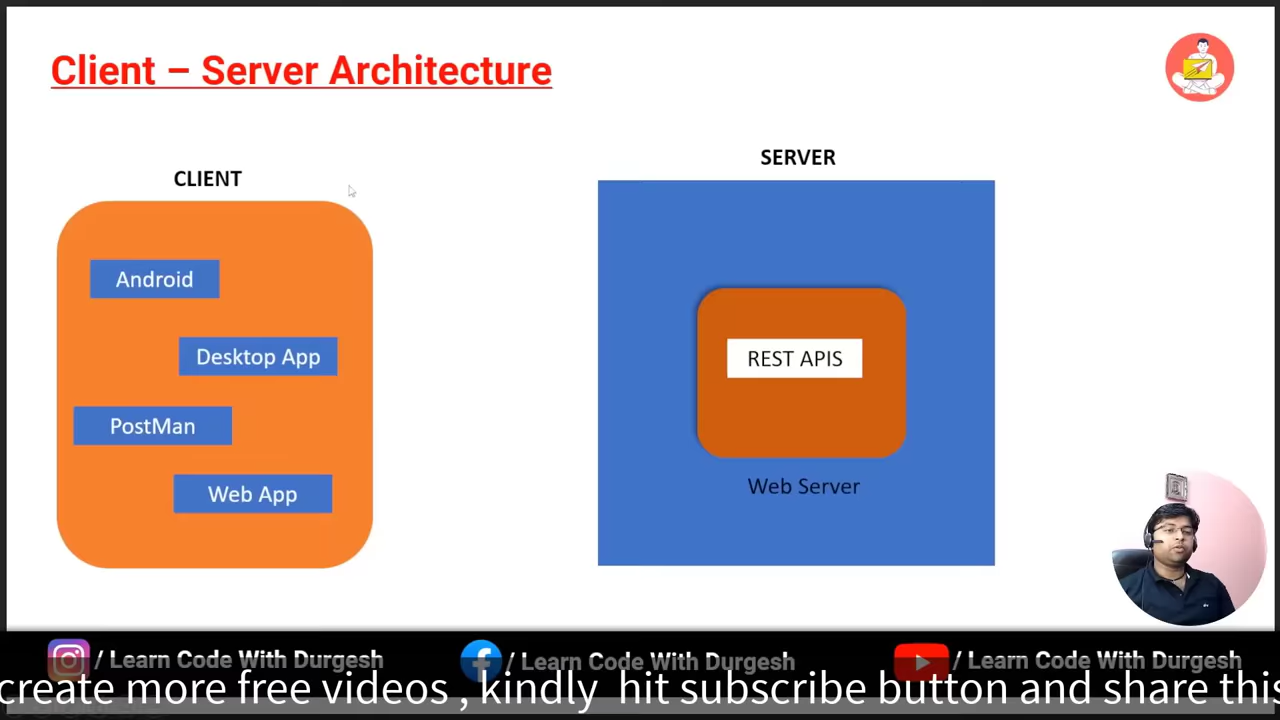 Client – Server Architecture
CLIENT
SERVER
Android
Desktop App
PostMan
Web App
REST APIS
Web Server
/ Learn Code With Durgesh
/ Learn Code With Durgesh
/ Learn Code With Durgesh
create more free videos , kindly hit subscribe button and share this